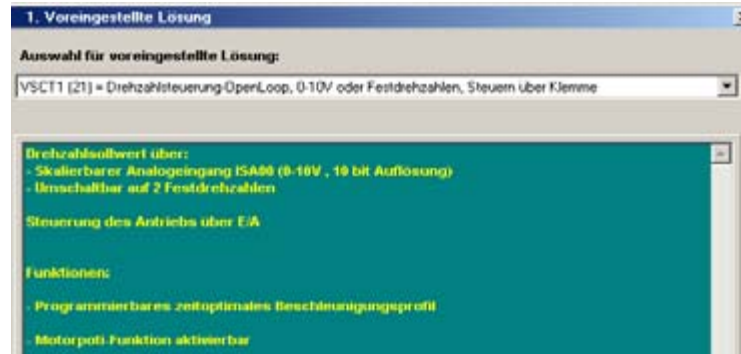 1. Voreingestellte Lösung
Auswahl für voreingestellte Lösung:
VSCT1 (21) = Drehzahlsteuerung-OpenLoop, 0-10V oder Festdrehzahlen, Steuern über Klemme
Drehzahlsollwert über:
- Skalierbarer Analogeingang ISA00 (0-10V , 10 bit Auflösung)
- Umschaltbar auf 2 Festdrehzahlen
Steuerung des Antriebs über E/A
Funktionen:
- Programmierbares zeitoptimales Beschleunigungsprofil
- Motorpoti-Funktion aktivierbar